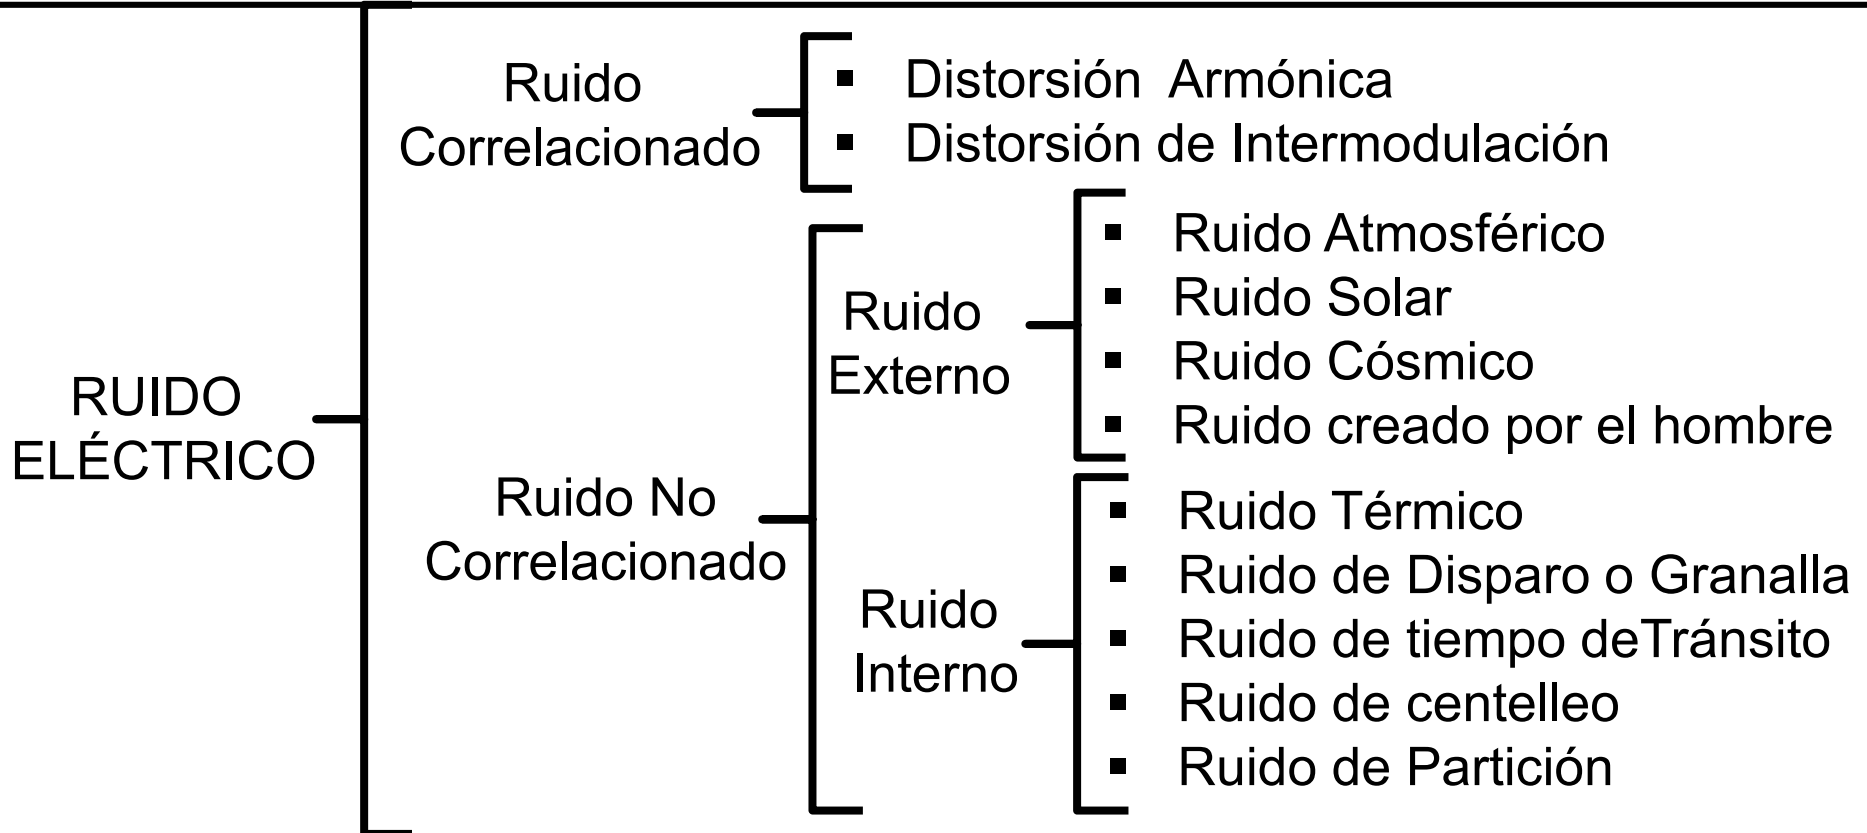 RUIDO
ELÉCTRICO
Ruido
Correlacionado
▪ Distorsión Armónica
▪ Distorsión de Intermodulación
Ruido No
Correlacionado
Ruido
Externo
▪ Ruido Atmosférico
▪ Ruido Solar
▪ Ruido Cósmico
▪ Ruido creado por el hombre
Ruido
Interno
▪ Ruido Térmico
▪ Ruido de Disparo o Granalla
▪ Ruido de tiempo deTránsito
▪ Ruido de centelleo
▪ Ruido de Partición